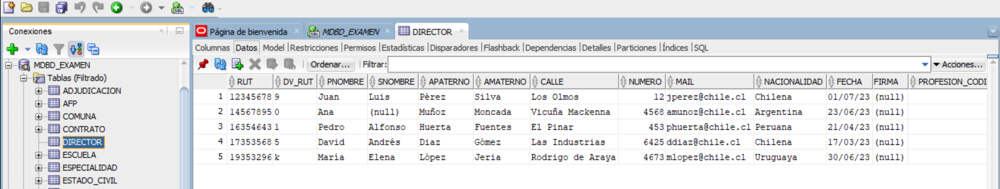 SQL
Conexiones
Página de bienvenida
SQL MDBD_EXAMEN
DIRECTOR
Columnas Datos Model |Restricciones |Permisos |Estadísticas |Disparadores |Flashback |Dependencias |Detalles |Particiones |Índices |SQL
Ordenar... Filtrar: Acciones...
MDBD_EXAMEN
Tablas (Filtrado)
ADJUDICACION
AFP
COMUNA
CONTRATO
DIRECTOR
ESCUELA
ESPECIALIDAD
ESTADO_CIVIL
RUT DV_RUT PNOMBRE SNOMBRE APATERNO AMATERNO CALLE NUMERO MAIL NACIONALIDAD FECHA FIRMA PROFESION_CODI
1 12345678 9 Juan Luis Pérez Silva Los Olmos 12 jperez@chile.cl Chilena 01/07/23 (null)
2 14567895 0 Ana (null) Muñoz Moncada Vicuña Mackenna 4568 amunoz@chile.cl Argentina 23/06/23 (null)
3 16354643 1 Pedro Alfonso Huerta Fuentes El Pinar 453 phuerta@chile.cl Peruana 21/04/23 (null)
4 17353568 5 David Andrés Diaz Gómez Las Industrias 6425 ddiaz@chile.cl Chilena 17/03/23 (null)
5 19353296 k María Elena López Jeria Rodrigo de Araya 4673 mlopez@chile.cl Uruguaya 30/06/23 (null)